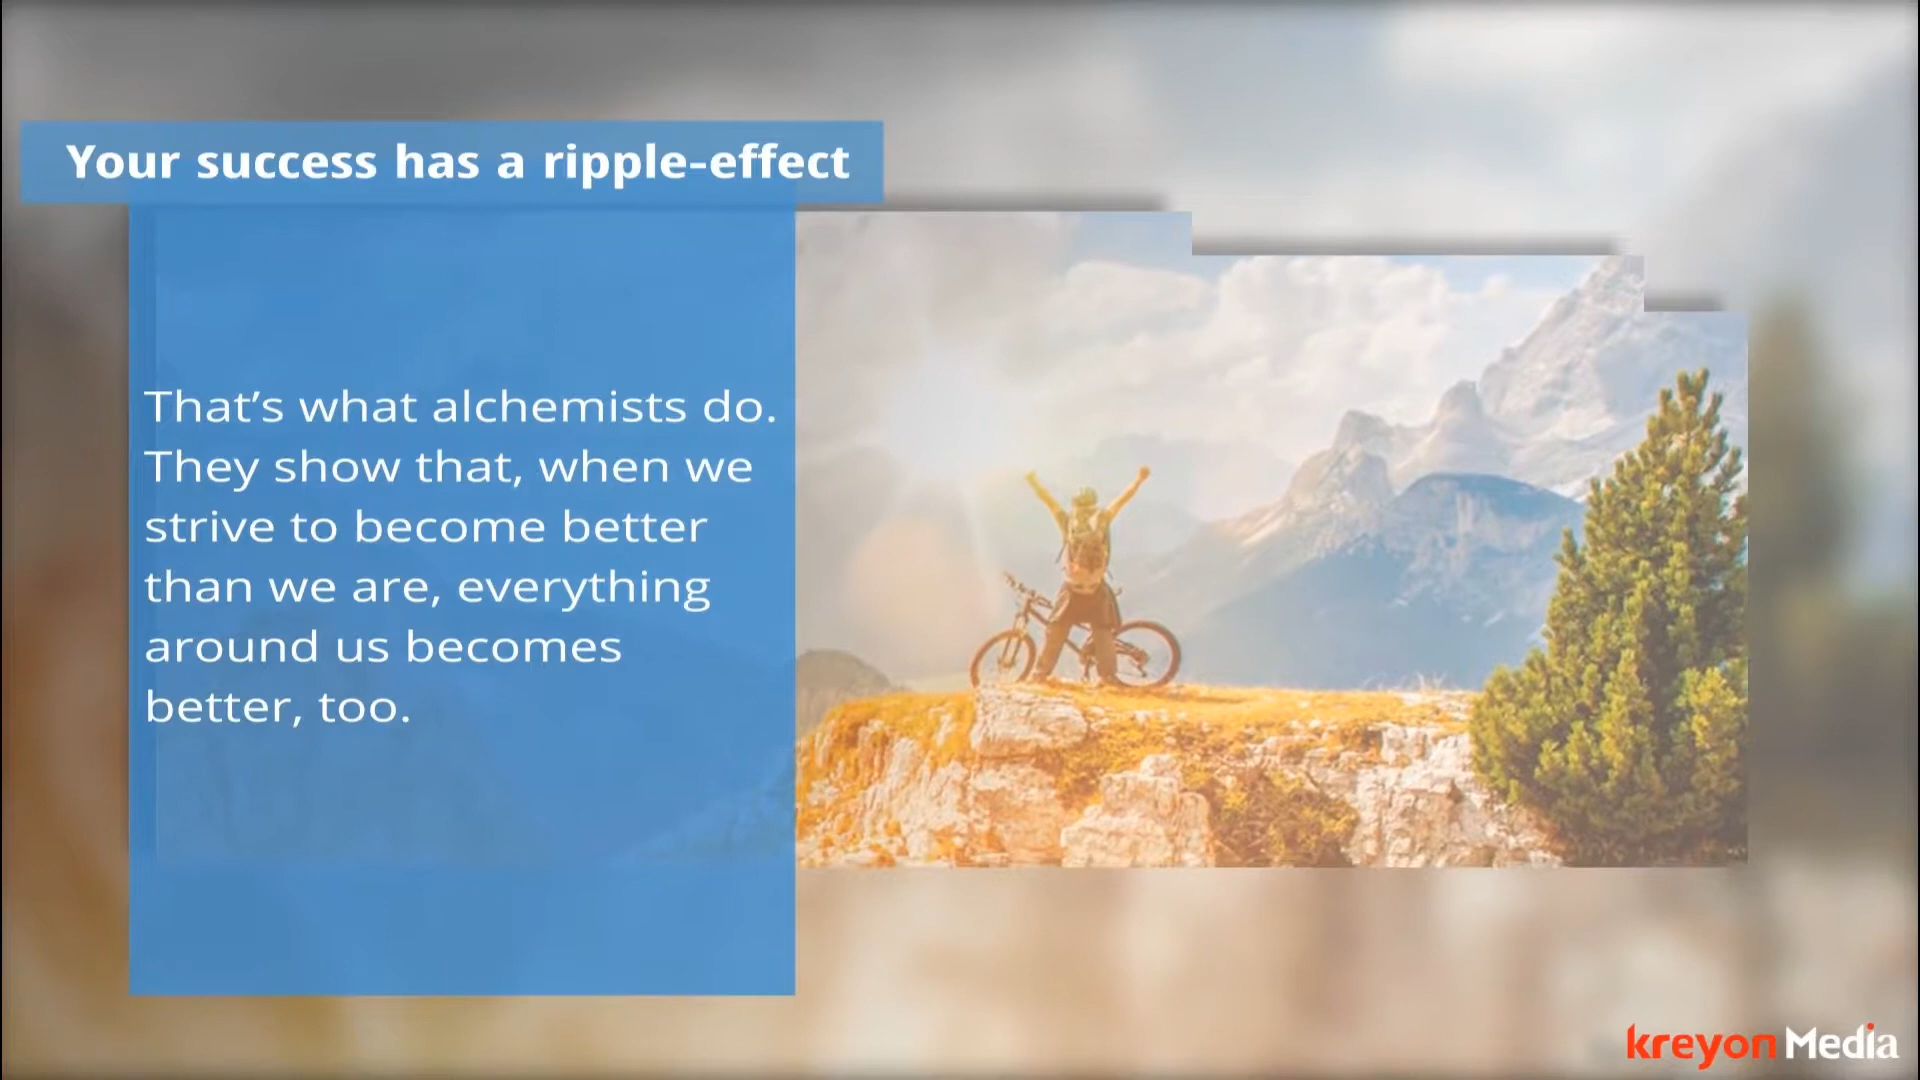 Your success has a ripple-effect
That’s what alchemists do.
They show that, when we
strive to become better
than we are, everything
around us becomes
better, too.
kreyon Media